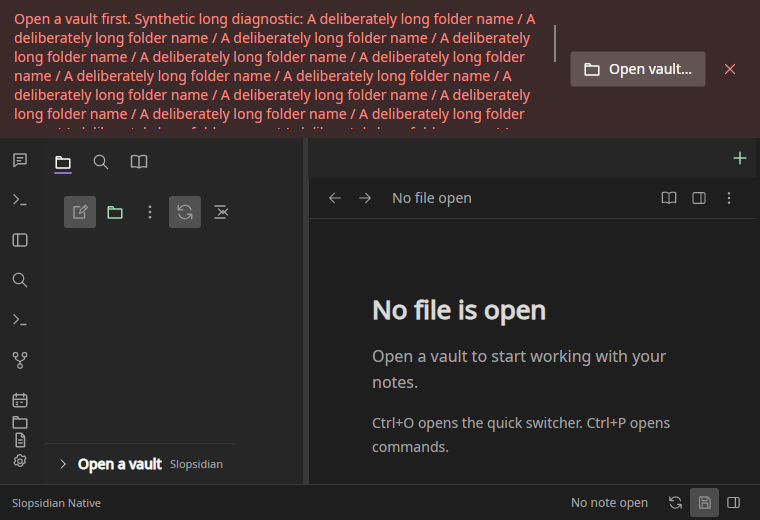 Open a vault first. Synthetic long diagnostic: A deliberately long folder name / A
deliberately long folder name / A deliberately long folder name / A deliberately
long folder name / A deliberately long folder name / A deliberately long folder
name / A deliberately long folder name / A deliberately long folder name / A
deliberately long folder name / A deliberately long folder name / A deliberately
long folder name / A deliberately long folder name / A deliberately long folder
Open vault...
No file open
No file is open
Open a vault to start working with your
notes.
Ctrl+O opens the quick switcher. Ctrl+P opens
commands.
Open a vault Slopsidian
Slopsidian Native
No note open